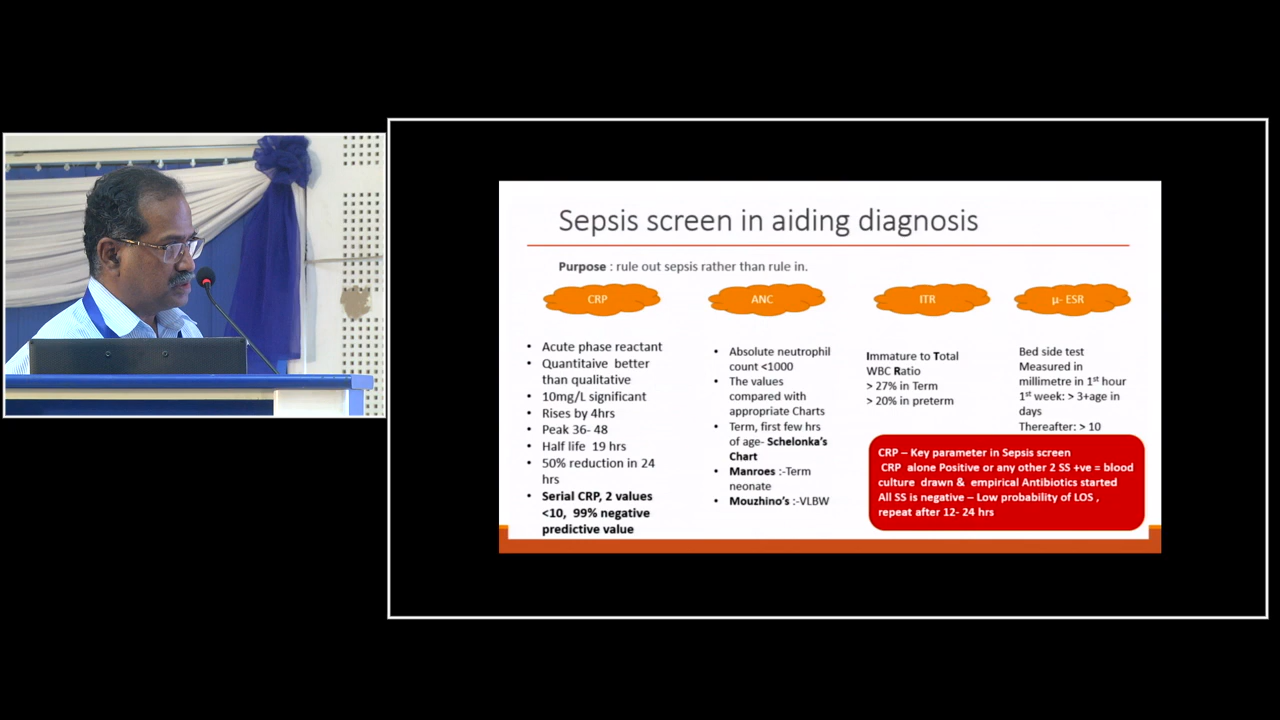 Sepsis screen in aiding diagnosis
Purpose : rule out sepsis rather than rule in.
CRP
• Acute phase reactant
• Quantitaive better
than qualitative
• 10mg/L significant
• Rises by 4hrs
• Peak 36- 48
• Half life 19 hrs
• 50% reduction in 24
hrs
• Serial CRP, 2 values
<10, 99% negative
predictive value
ANC
• Absolute neutrophil
count <1000
• The values
compared with
appropriate Charts
• Term, first few hrs
of age- Schelonka's
Chart
• Manroes :-Term
neonate
• Mouzhino's :-VLBW
ITR
Immature to Total
WBC Ratio
> 27% in Term
> 20% in preterm
µ- ESR
Bed side test
Measured in
millimetre in 1st hour
1st week: > 3+age in
days
Thereafter: > 10
CRP – Key parameter in Sepsis screen
CRP alone Positive or any other 2 SS +ve = blood
culture drawn & empirical Antibiotics started
All SS is negative – Low probability of LOS ,
repeat after 12- 24 hrs